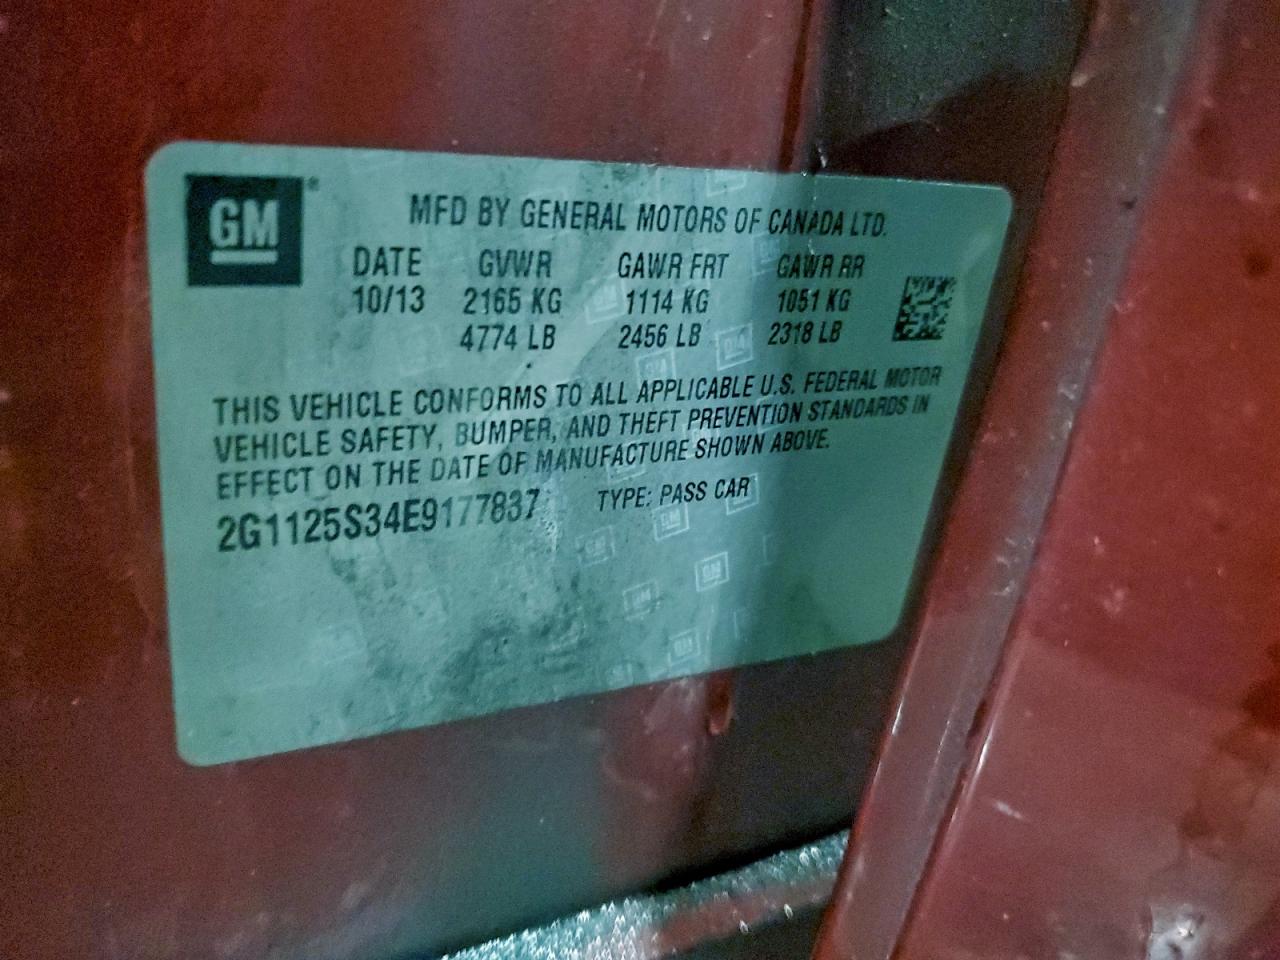 GM
MFD BY GENERAL MOTORS OF CANADA LTD.
DATE GVWR GAWR FRT GAWR RR
10/13 2165 KG 1114 KG 1051 KG
4774 LB 2456 LB 2318 LB
THIS VEHICLE CONFORMS TO ALL APPLICABLE U.S. FEDERAL MOTOR
VEHICLE SAFETY, BUMPER, AND THEFT PREVENTION STANDARDS IN
EFFECT ON THE DATE OF MANUFACTURE SHOWN ABOVE.
2G1125S34E9177837 TYPE: PASS CAR